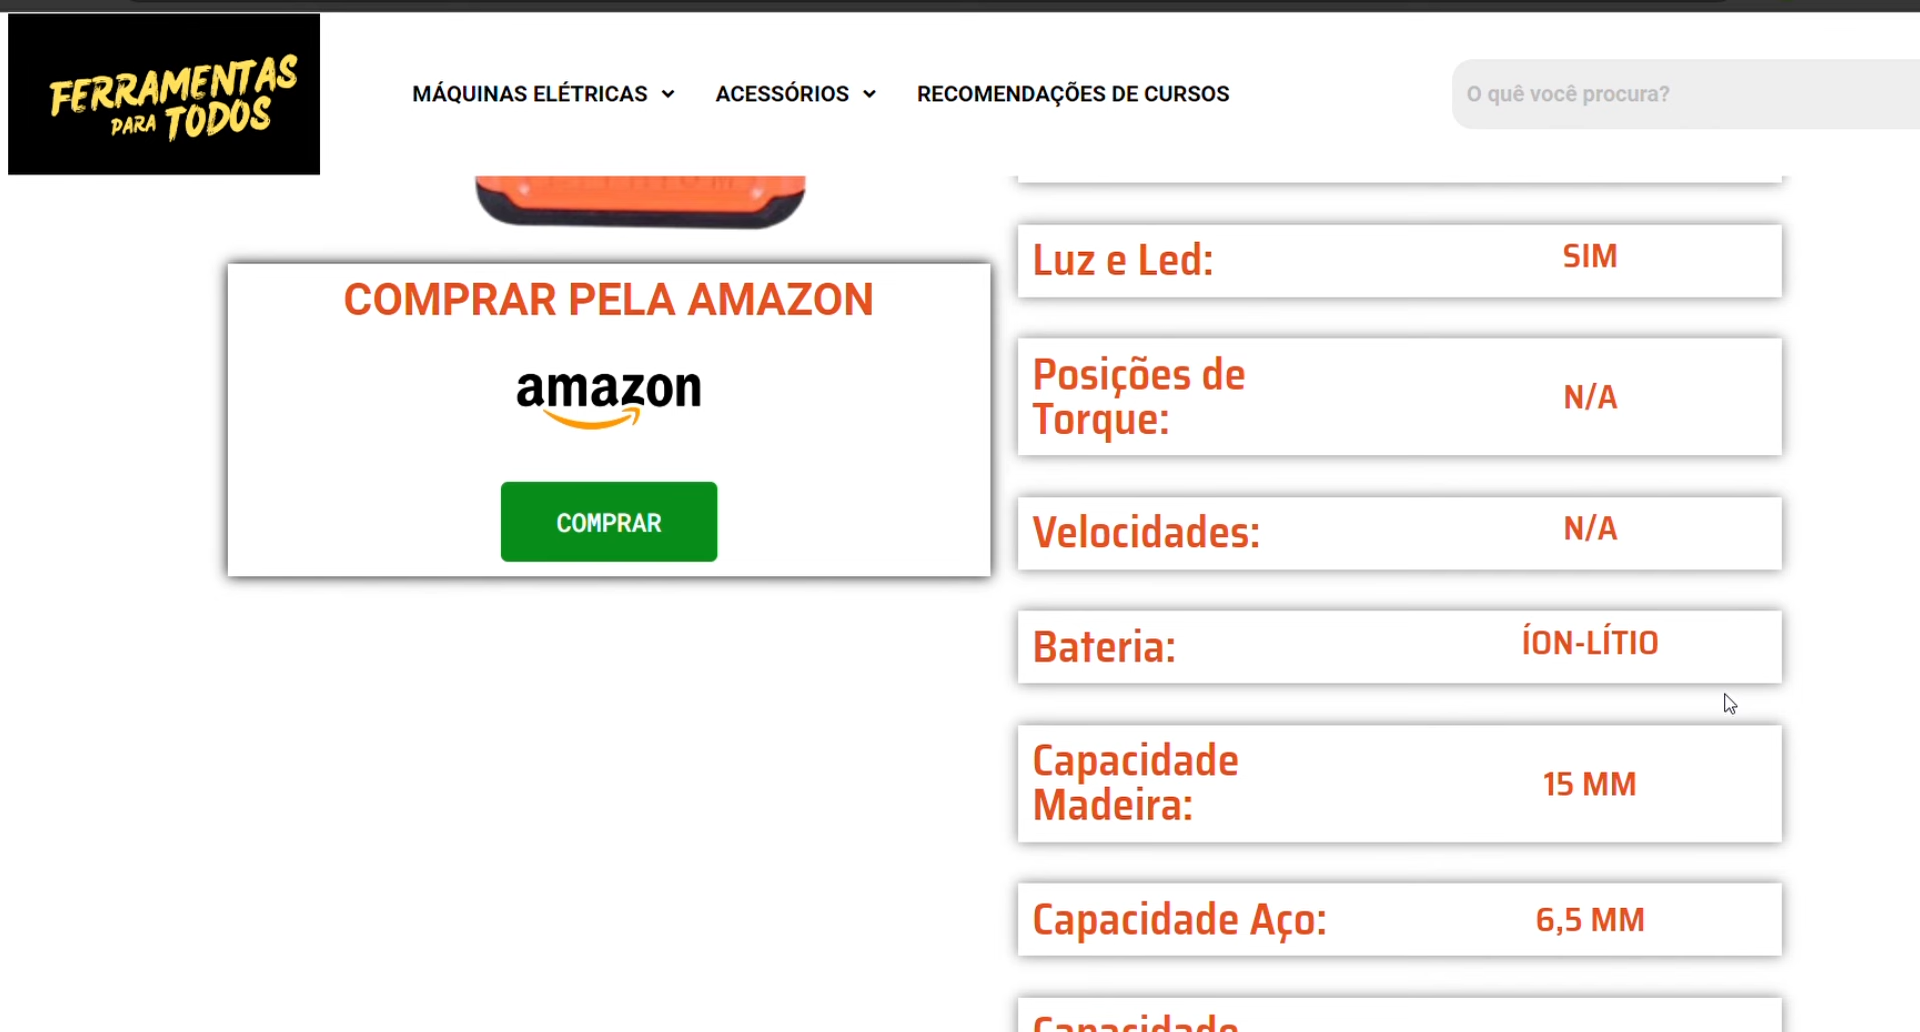 FERRAMENTAS
PARA TODOS
MÁQUINAS ELÉTRICAS
ACESSÓRIOS
RECOMENDAÇÕES DE CURSOS
O quê você procura?
COMPRAR PELA AMAZON
amazon
COMPRAR
Luz e Led:
SIM
Posições de
Torque:
N/A
Velocidades:
N/A
Bateria:
ÍON-LÍTIO
Capacidade
Madeira:
15 MM
Capacidade Aço:
6,5 MM
Capacidade